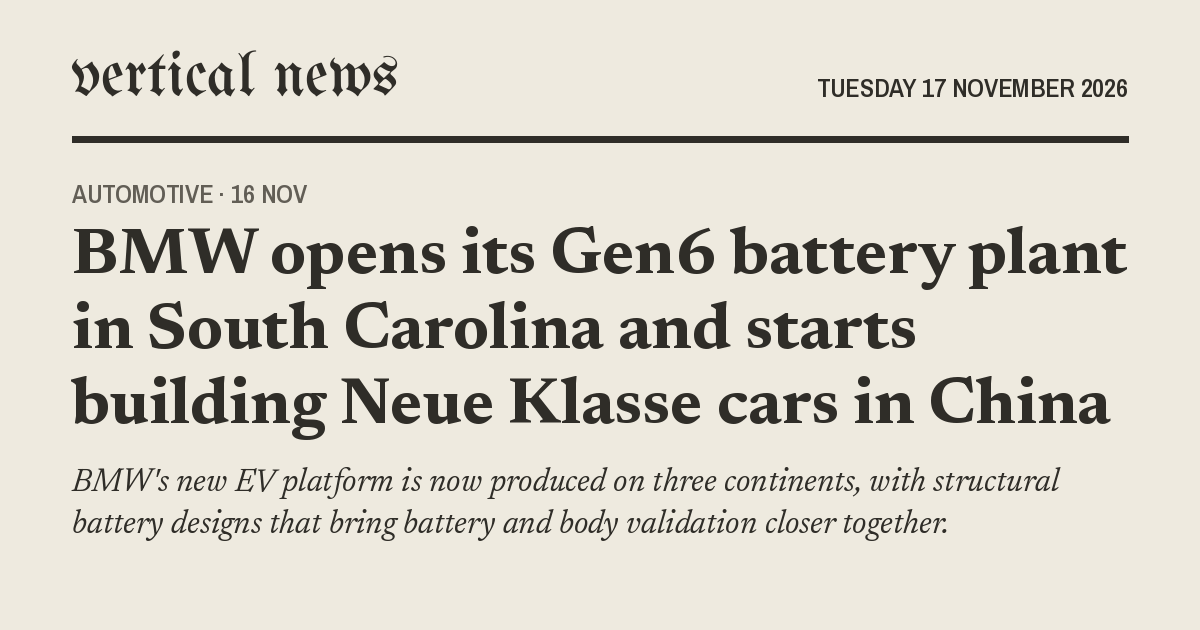 vertical news
TUESDAY 17 NOVEMBER 2026
AUTOMOTIVE · 16 NOV
BMW opens its Gen6 battery plant
in South Carolina and starts
building Neue Klasse cars in China
BMW's new EV platform is now produced on three continents, with structural
battery designs that bring battery and body validation closer together.